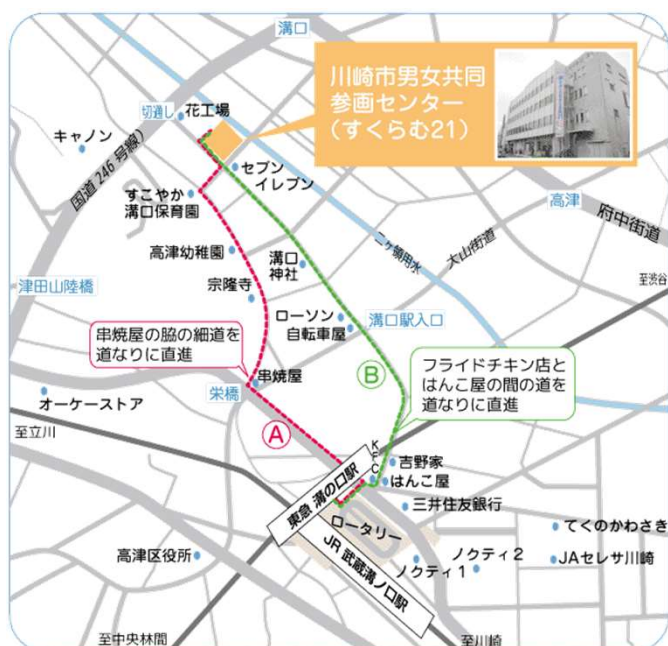 溝口
川崎市男女共同
参画センター
(すくらむ21)
切通し
花工場
キャノン
国道246号線)
セブン
イレブン
すこやか
溝口保育園
高津
府中街道
二ヶ領用水
大山街道
高津幼稚園
溝口
神社
津田山陸橋
宗隆寺
至渋谷
ローソン
自転車屋
溝口駅入口
串焼屋の脇の細道を
道なりに直進
フライドチキン店と
はんこ屋の間の道を
道なりに直進
B
串焼屋
栄橋
オーケーストア
A
至立川
KFC
吉野家
はんこ屋
東急 溝の口駅
三井住友銀行
ロータリー
てくのかわさき
JR 武蔵溝ノ口駅
高津区役所
ノクティ2
ノクティ1
JAセレサ川崎
至中央林間
至川崎